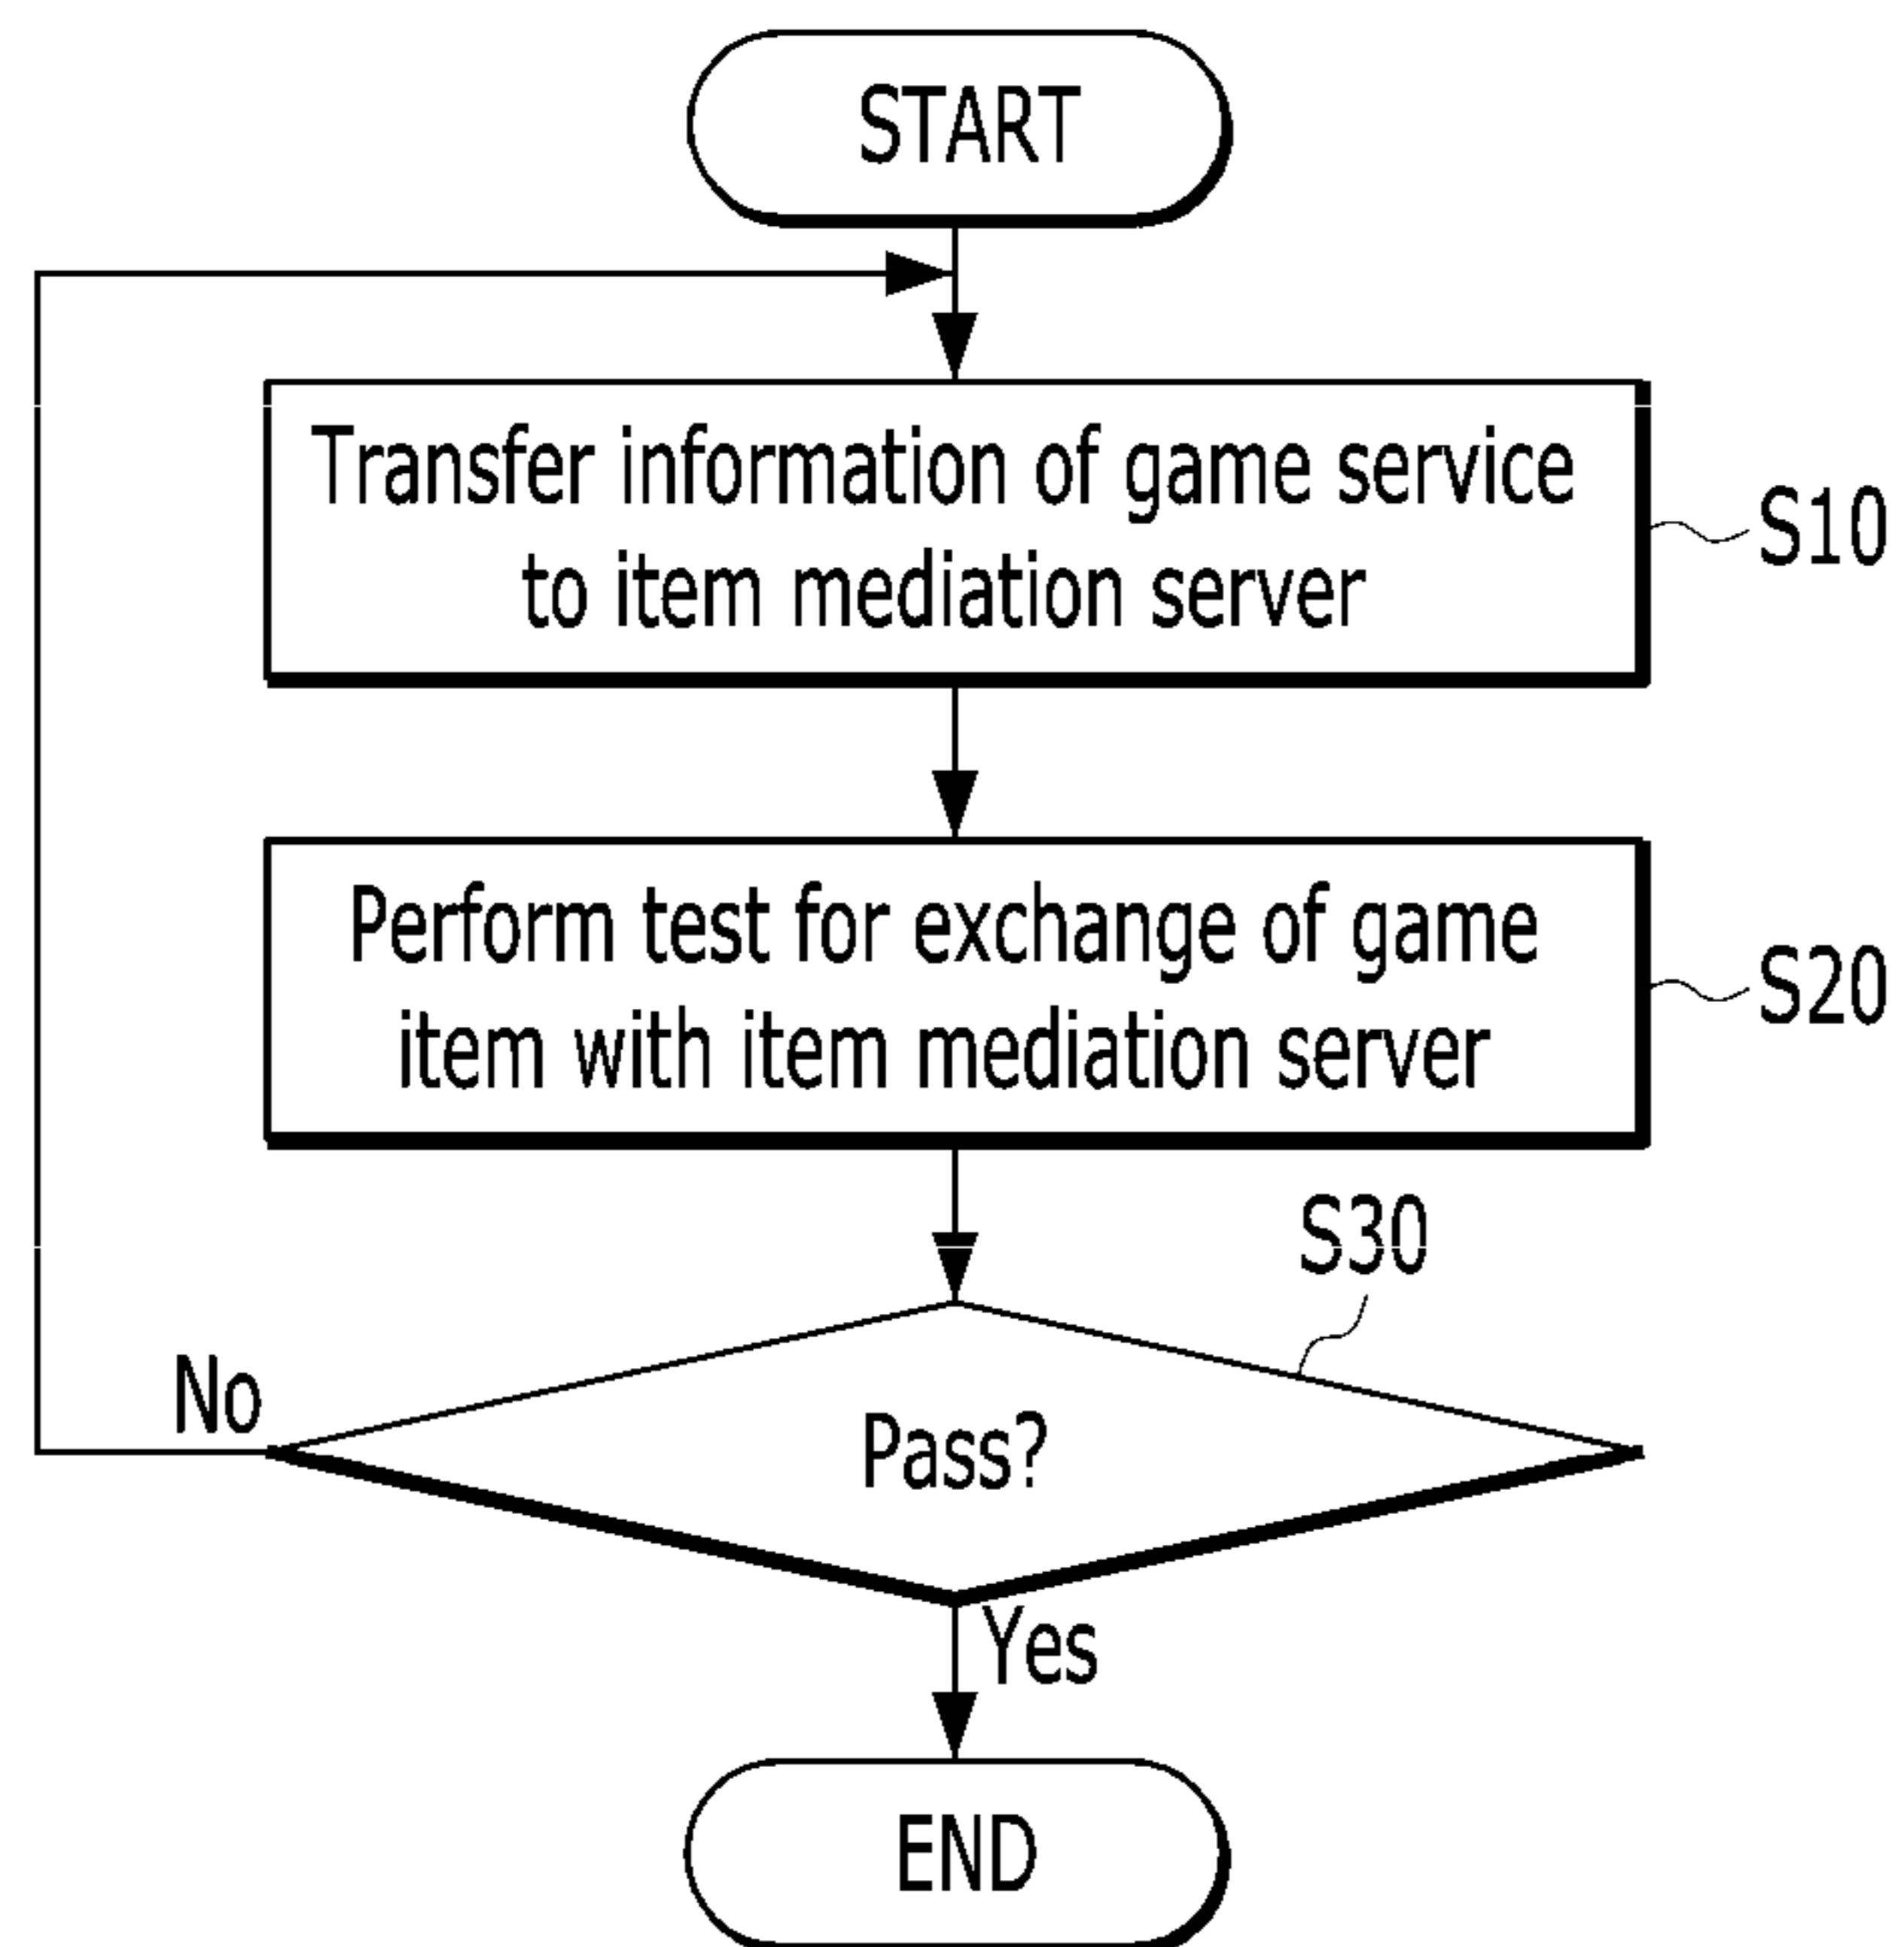 START
Transfer information of game service
to item mediation server
S10
Perform test for exchange of game
item with item mediation server
S20
S30
No
Pass?
Yes
END